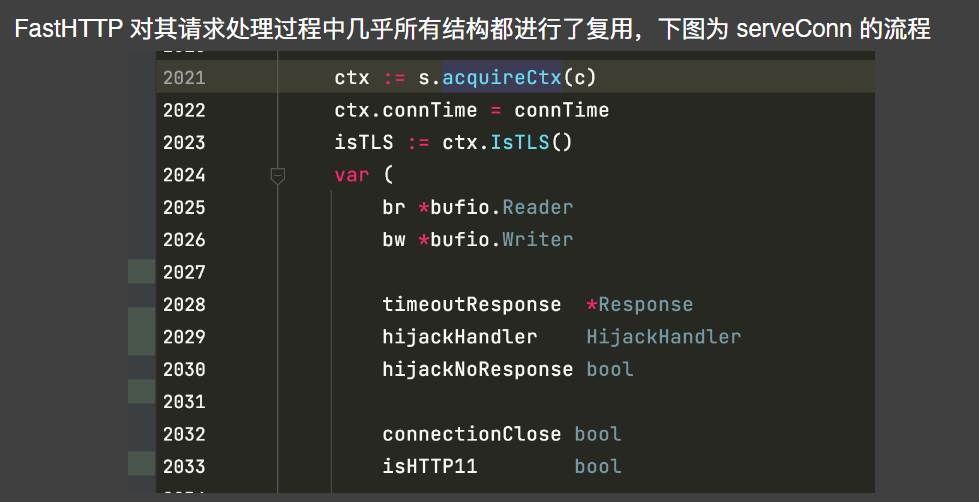 FastHTTP 对其请求处理过程中几乎所有结构都进行了复用，下图为 serveConn 的流程
2021 ctx := s.acquireCtx(c)
2022 ctx.connTime = connTime
2023 isTLS := ctx.IsTLS()
2024 var (
2025 br *bufio.Reader
2026 bw *bufio.Writer
2027
2028 timeoutResponse *Response
2029 hijackHandler HijackHandler
2030 hijackNoResponse bool
2031
2032 connectionClose bool
2033 isHTTP11 bool